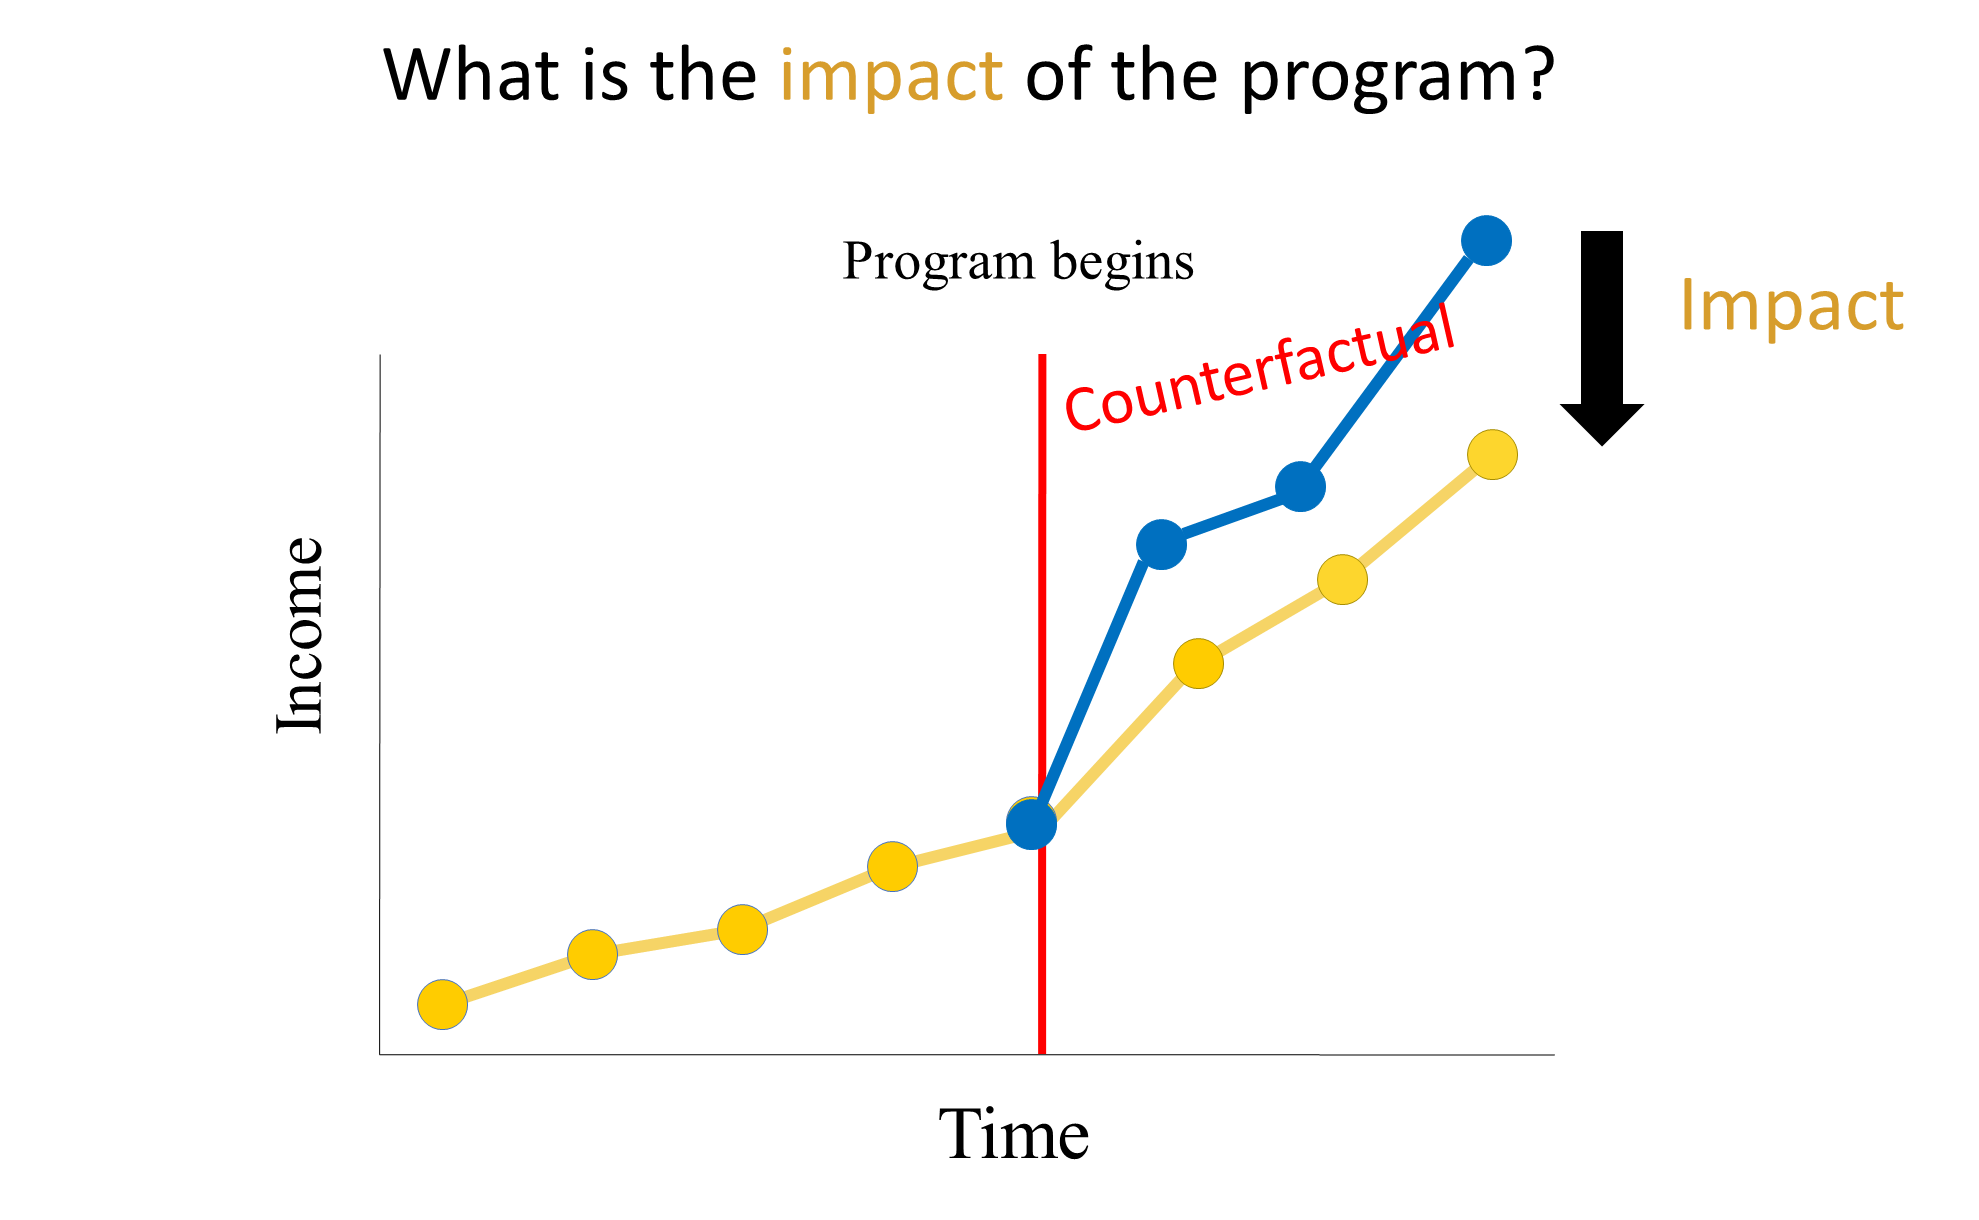 What is the impact of the program?
Program begins
Impact
Counterfactual
Income
Time